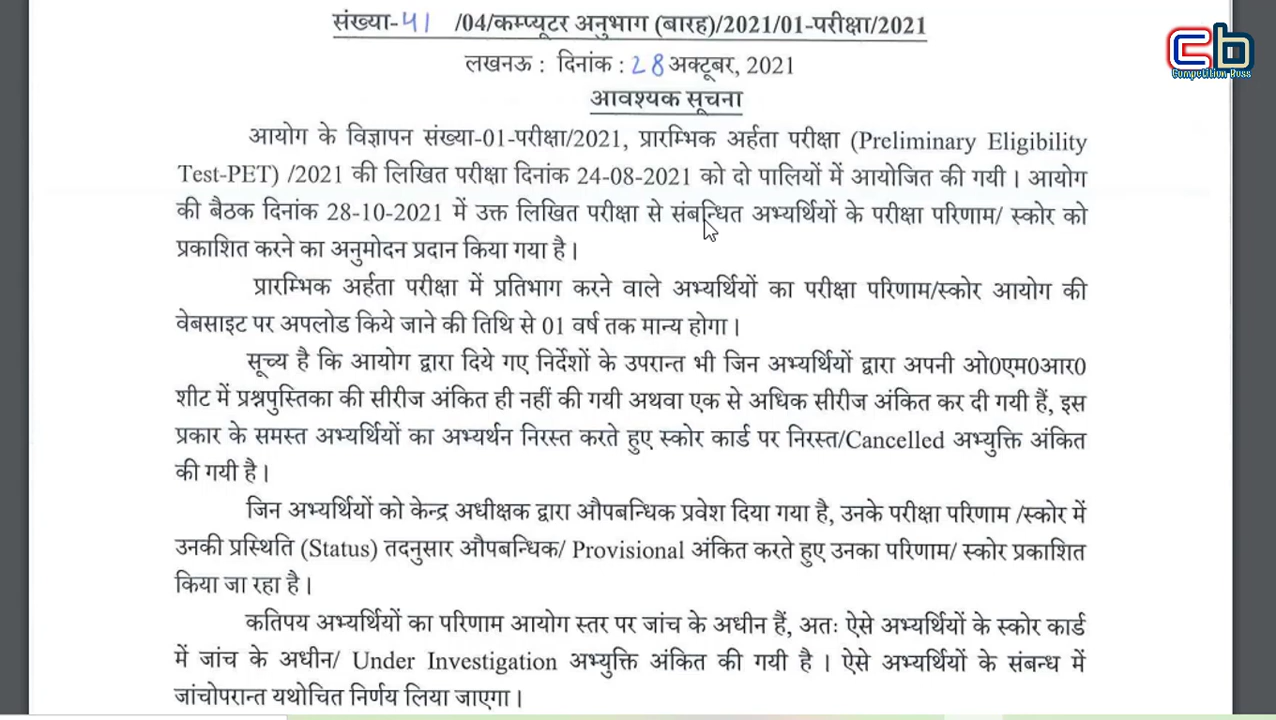 संख्या-41 /04/कम्प्यूटर अनुभाग (बारह)/2021/01-परीक्षा/2021
लखनऊ : दिनांक : 28 अक्टूबर, 2021
आवश्यक सूचना
आयोग के विज्ञापन संख्या-01-परीक्षा/2021, प्रारम्भिक अर्हता परीक्षा (Preliminary Eligibility
Test-PET) /2021 की लिखित परीक्षा दिनांक 24-08-2021 को दो पालियों में आयोजित की गयी। आयोग
की बैठक दिनांक 28-10-2021 में उक्त लिखित परीक्षा से संबन्धित अभ्यर्थियों के परीक्षा परिणाम/ स्कोर को
प्रकाशित करने का अनुमोदन प्रदान किया गया है।
प्रारम्भिक अर्हता परीक्षा में प्रतिभाग करने वाले अभ्यर्थियों का परीक्षा परिणाम/स्कोर आयोग की
वेबसाइट पर अपलोड किये जाने की तिथि से 01 वर्ष तक मान्य होगा।
सूच्य है कि आयोग द्वारा दिये गए निर्देशों के उपरान्त भी जिन अभ्यर्थियों द्वारा अपनी ओ0एम0आर0
शीट में प्रश्नपुस्तिका की सीरीज अंकित ही नहीं की गयी अथवा एक से अधिक सीरीज अंकित कर दी गयी हैं, इस
प्रकार के समस्त अभ्यर्थियों का अभ्यर्थन निरस्त करते हुए स्कोर कार्ड पर निरस्त/Cancelled अभ्युक्ति अंकित
की गयी है।
जिन अभ्यर्थियों को केन्द्र अधीक्षक द्वारा औपबन्धिक प्रवेश दिया गया है, उनके परीक्षा परिणाम /स्कोर में
उनकी प्रस्थिति (Status) तदनुसार औपबन्धिक/ Provisional अंकित करते हुए उनका परिणाम/ स्कोर प्रकाशित
किया जा रहा है।
कतिपय अभ्यर्थियों का परिणाम आयोग स्तर पर जांच के अधीन हैं, अतः ऐसे अभ्यर्थियों के स्कोर कार्ड
में जांच के अधीन/ Under Investigation अभ्युक्ति अंकित की गयी है। ऐसे अभ्यर्थियों के संबन्ध में
जांचोपरान्त यथोचित निर्णय लिया जाएगा।
Cb
Competition Boss